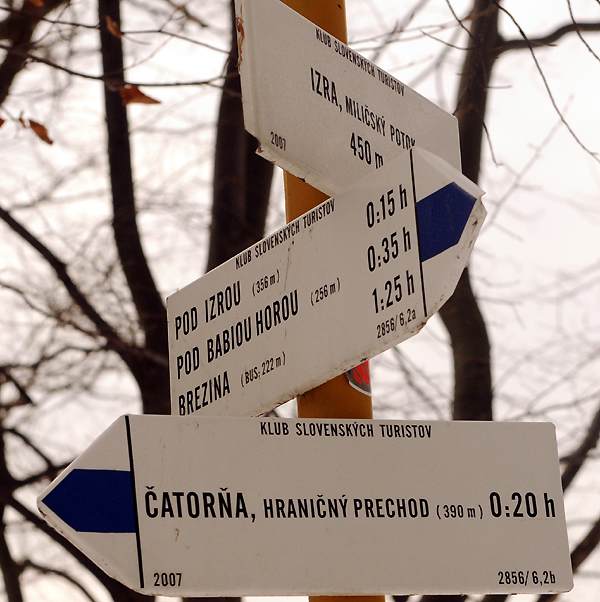 KLUB SLOVENSKÝCH TURISTOV
IZRA, MILIČSKÝ POTOK
450 m
2007
KLUB SLOVENSKÝCH TURISTOV
POD IZROU (356 m) 0:15 h
POD BABIOU HOROU (256 m) 0:35 h
BREZINA (BUS: 222 m) 1:25 h
2856/6,2a
KLUB SLOVENSKÝCH TURISTOV
ČATORŇA, HRANIČNÝ PRECHOD (390 m) 0:20 h
2007 2856/6,2b